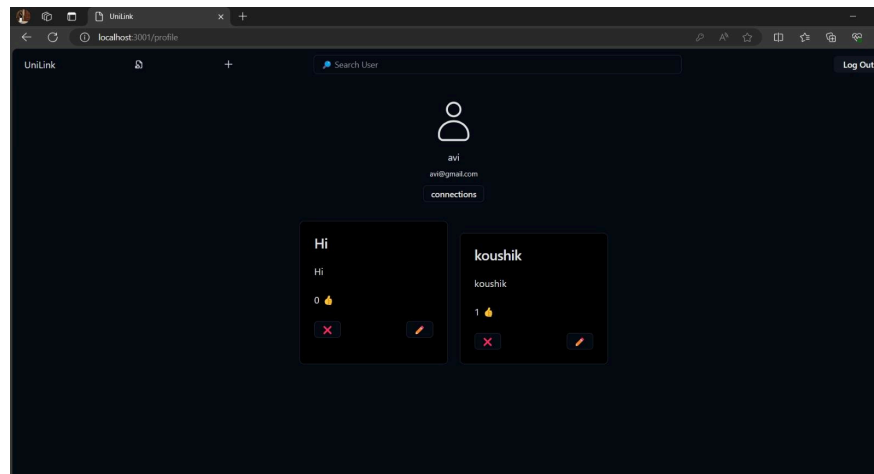 UniLink
localhost:3001/profile
UniLink
Search User
Log Out
avi
avi@gmail.com
connections
Hi
Hi
0
koushik
koushik
1